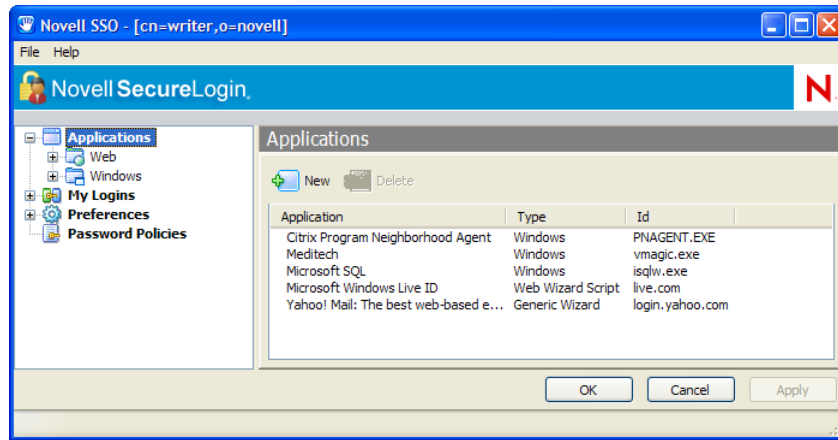 Novell SSO - [cn=writer,o=novell]
File Help
Novell SecureLogin.
N.
Applications
Web
Windows
My Logins
Preferences
Password Policies
Applications
New Delete
Application Type Id
Citrix Program Neighborhood Agent Windows PNAGENT.EXE
Meditech Windows vmagic.exe
Microsoft SQL Windows isqlw.exe
Microsoft Windows Live ID Web Wizard Script live.com
Yahoo! Mail: The best web-based e... Generic Wizard login.yahoo.com
OK Cancel Apply